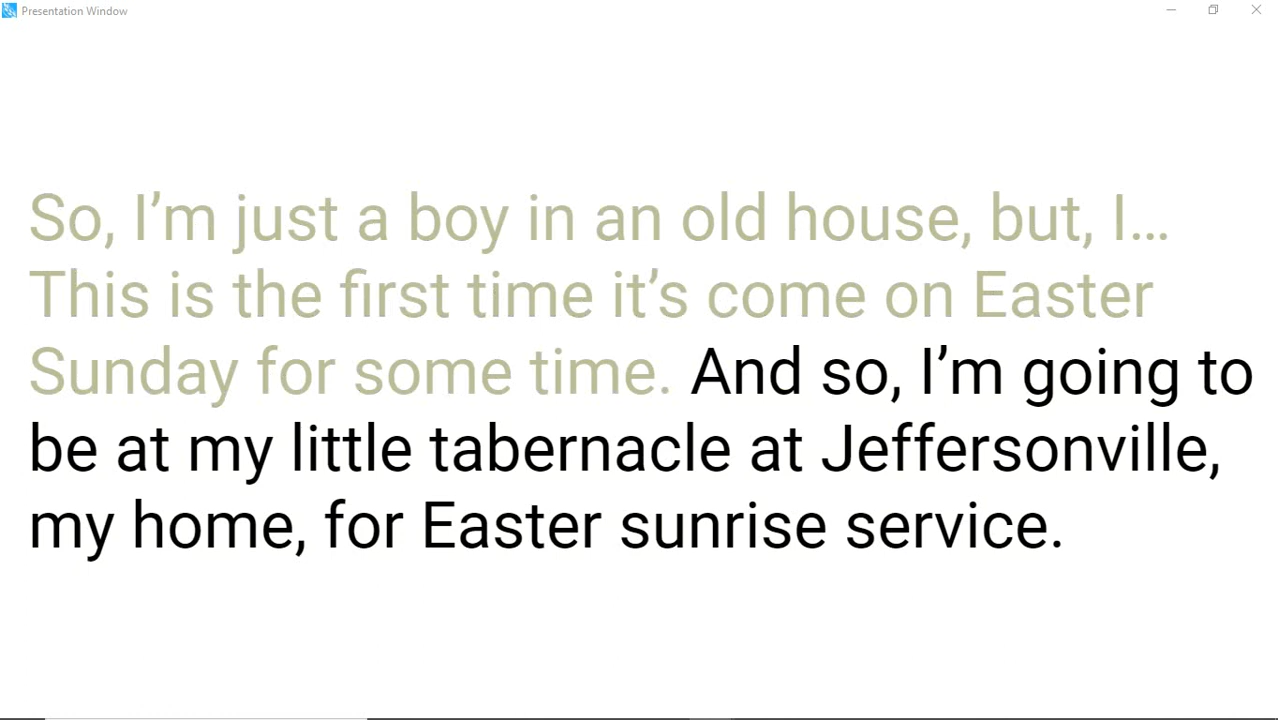 Presentation Window
So, I’m just a boy in an old house, but, I…
This is the first time it’s come on Easter
Sunday for some time. And so, I’m going to
be at my little tabernacle at Jeffersonville,
my home, for Easter sunrise service.